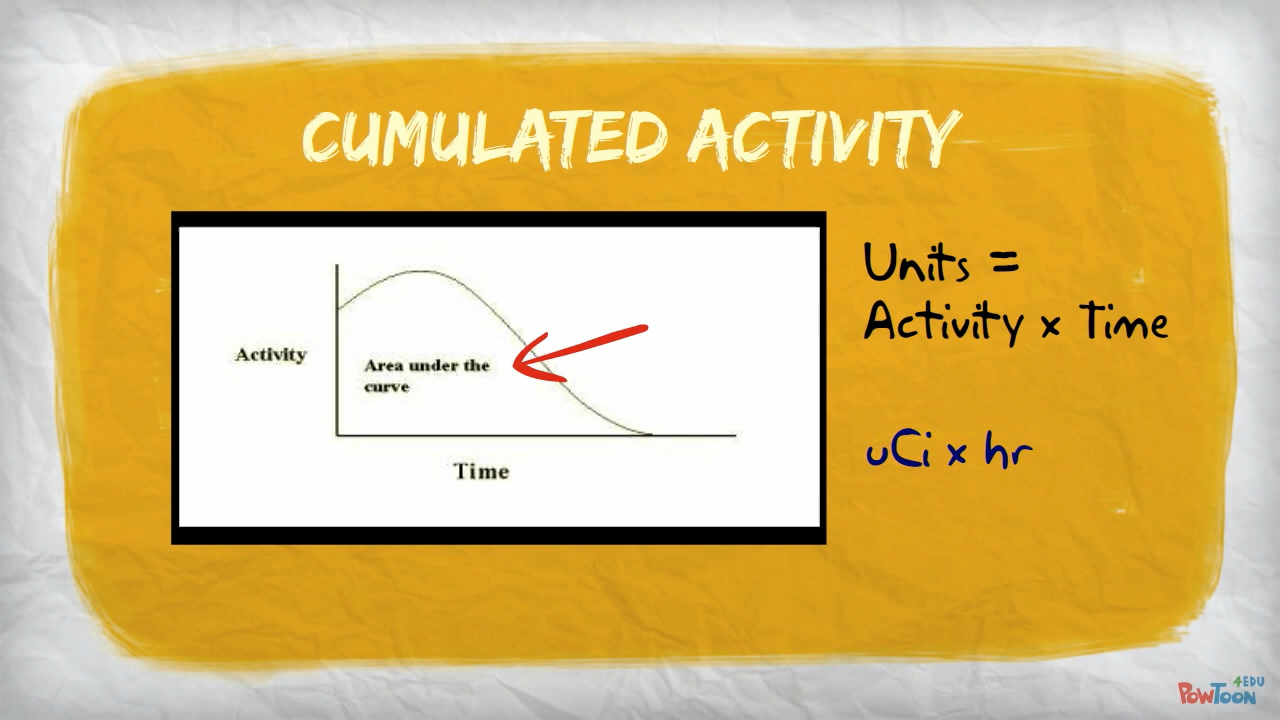 CUMULATED ACTIVITY
Activity
Area under the
curve
Time
Units =
Activity x Time
uCi x hr
4EDU
POWTOON